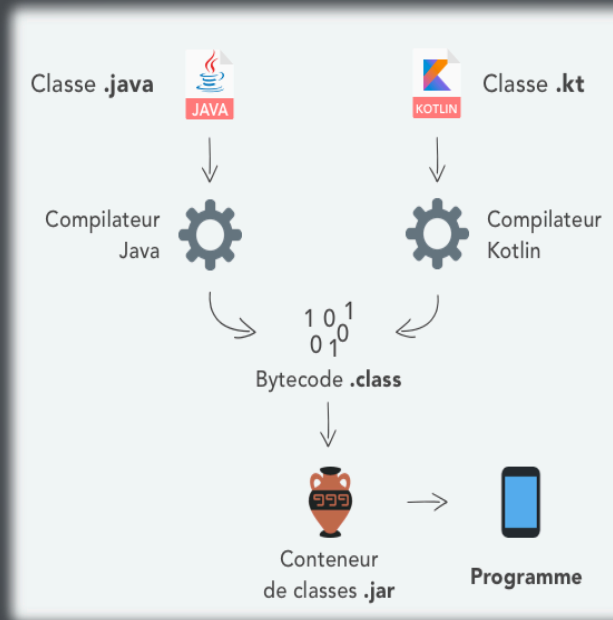 Classe .java
JAVA
KOTLIN
Classe .kt
Compilateur
Java
Compilateur
Kotlin
1 0 1
0 1 0
Bytecode .class
Conteneur
de classes .jar
Programme